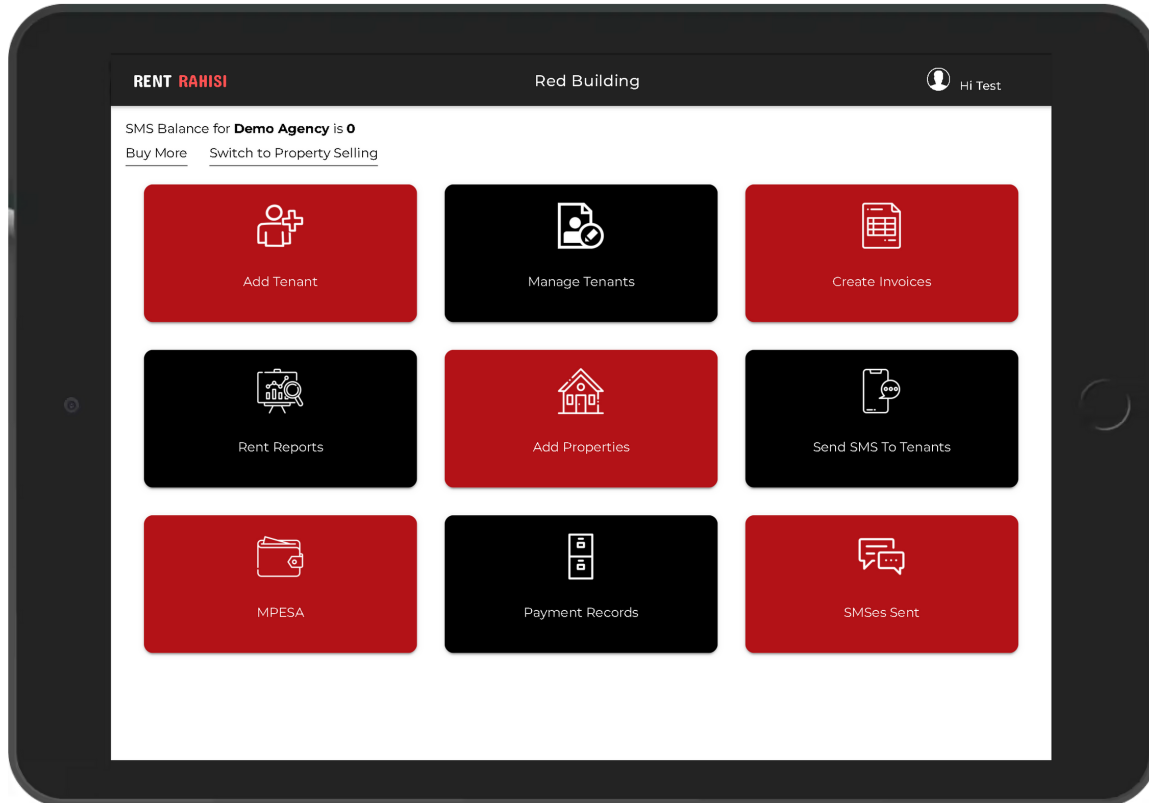 RENT RAHISI
Red Building
Hi Test
SMS Balance for Demo Agency is 0
Buy More Switch to Property Selling
Add Tenant
Manage Tenants
Create Invoices
Rent Reports
Add Properties
Send SMS To Tenants
MPESA
Payment Records
SMSes Sent